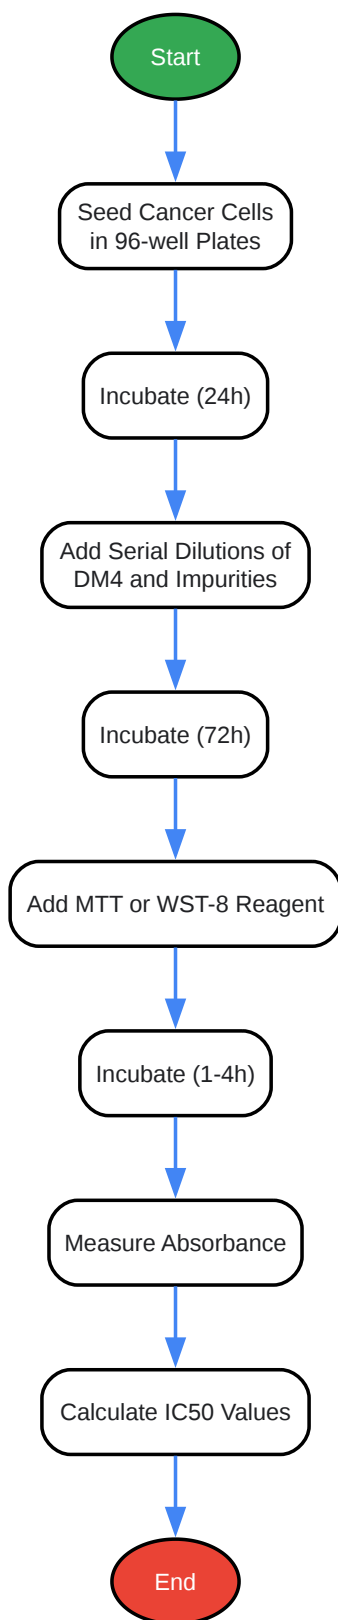 Start
Seed Cancer Cells
in 96-well Plates
Incubate (24h)
Add Serial Dilutions of
DM4 and Impurities
Incubate (72h)
Add MTT or WST-8 Reagent
Incubate (1-4h)
Measure Absorbance
Calculate IC50 Values
End